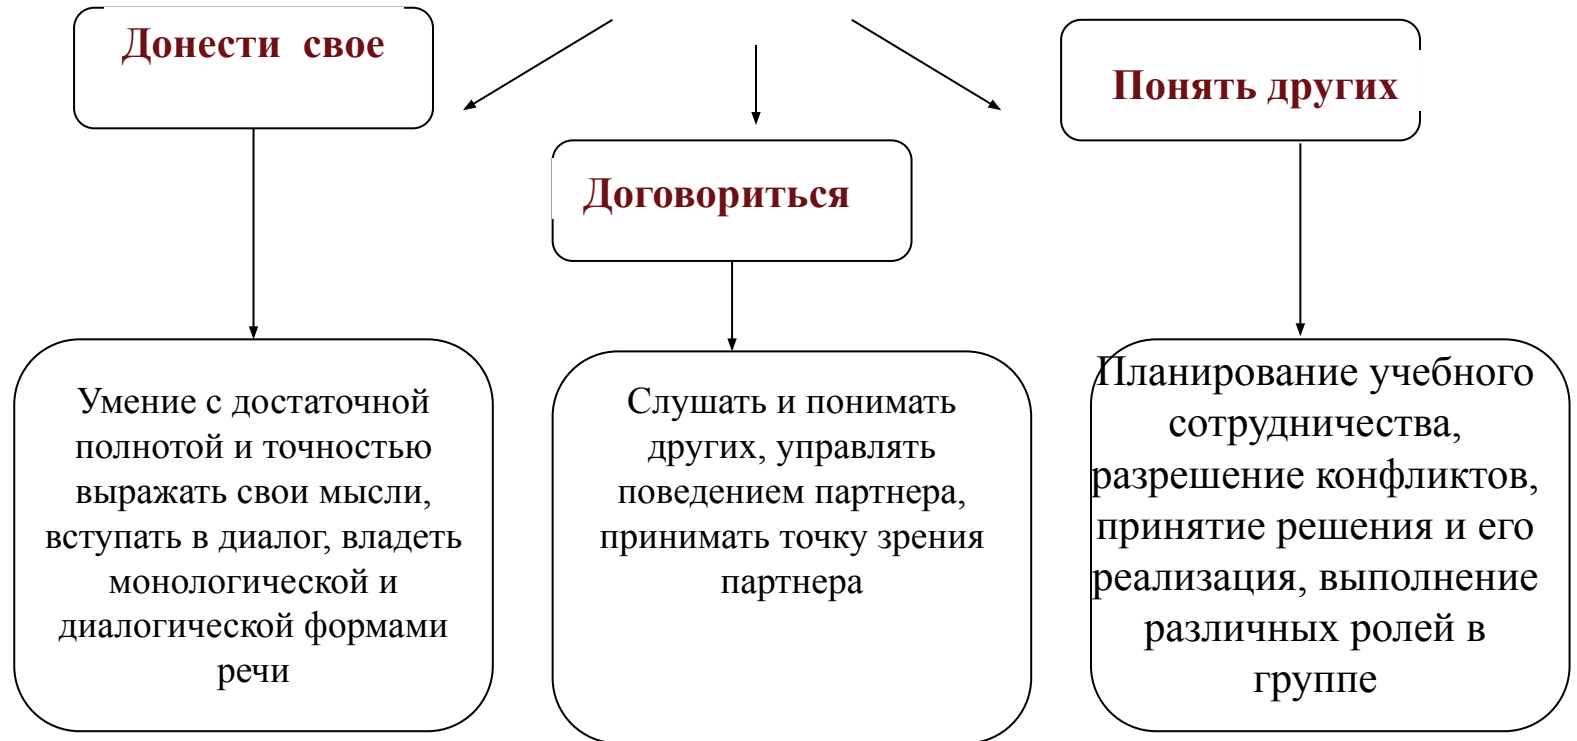 Донести свое
Понять других
Договориться
Умение с достаточной
полнотой и точностью
выражать свои мысли,
вступать в диалог, владеть
монологической и
диалогической формами
речи
Слушать и понимать
других, управлять
поведением партнера,
принимать точку зрения
партнера
Планирование учебного
сотрудничества,
разрешение конфликтов,
принятие решения и его
реализация, выполнение
различных ролей в
группе